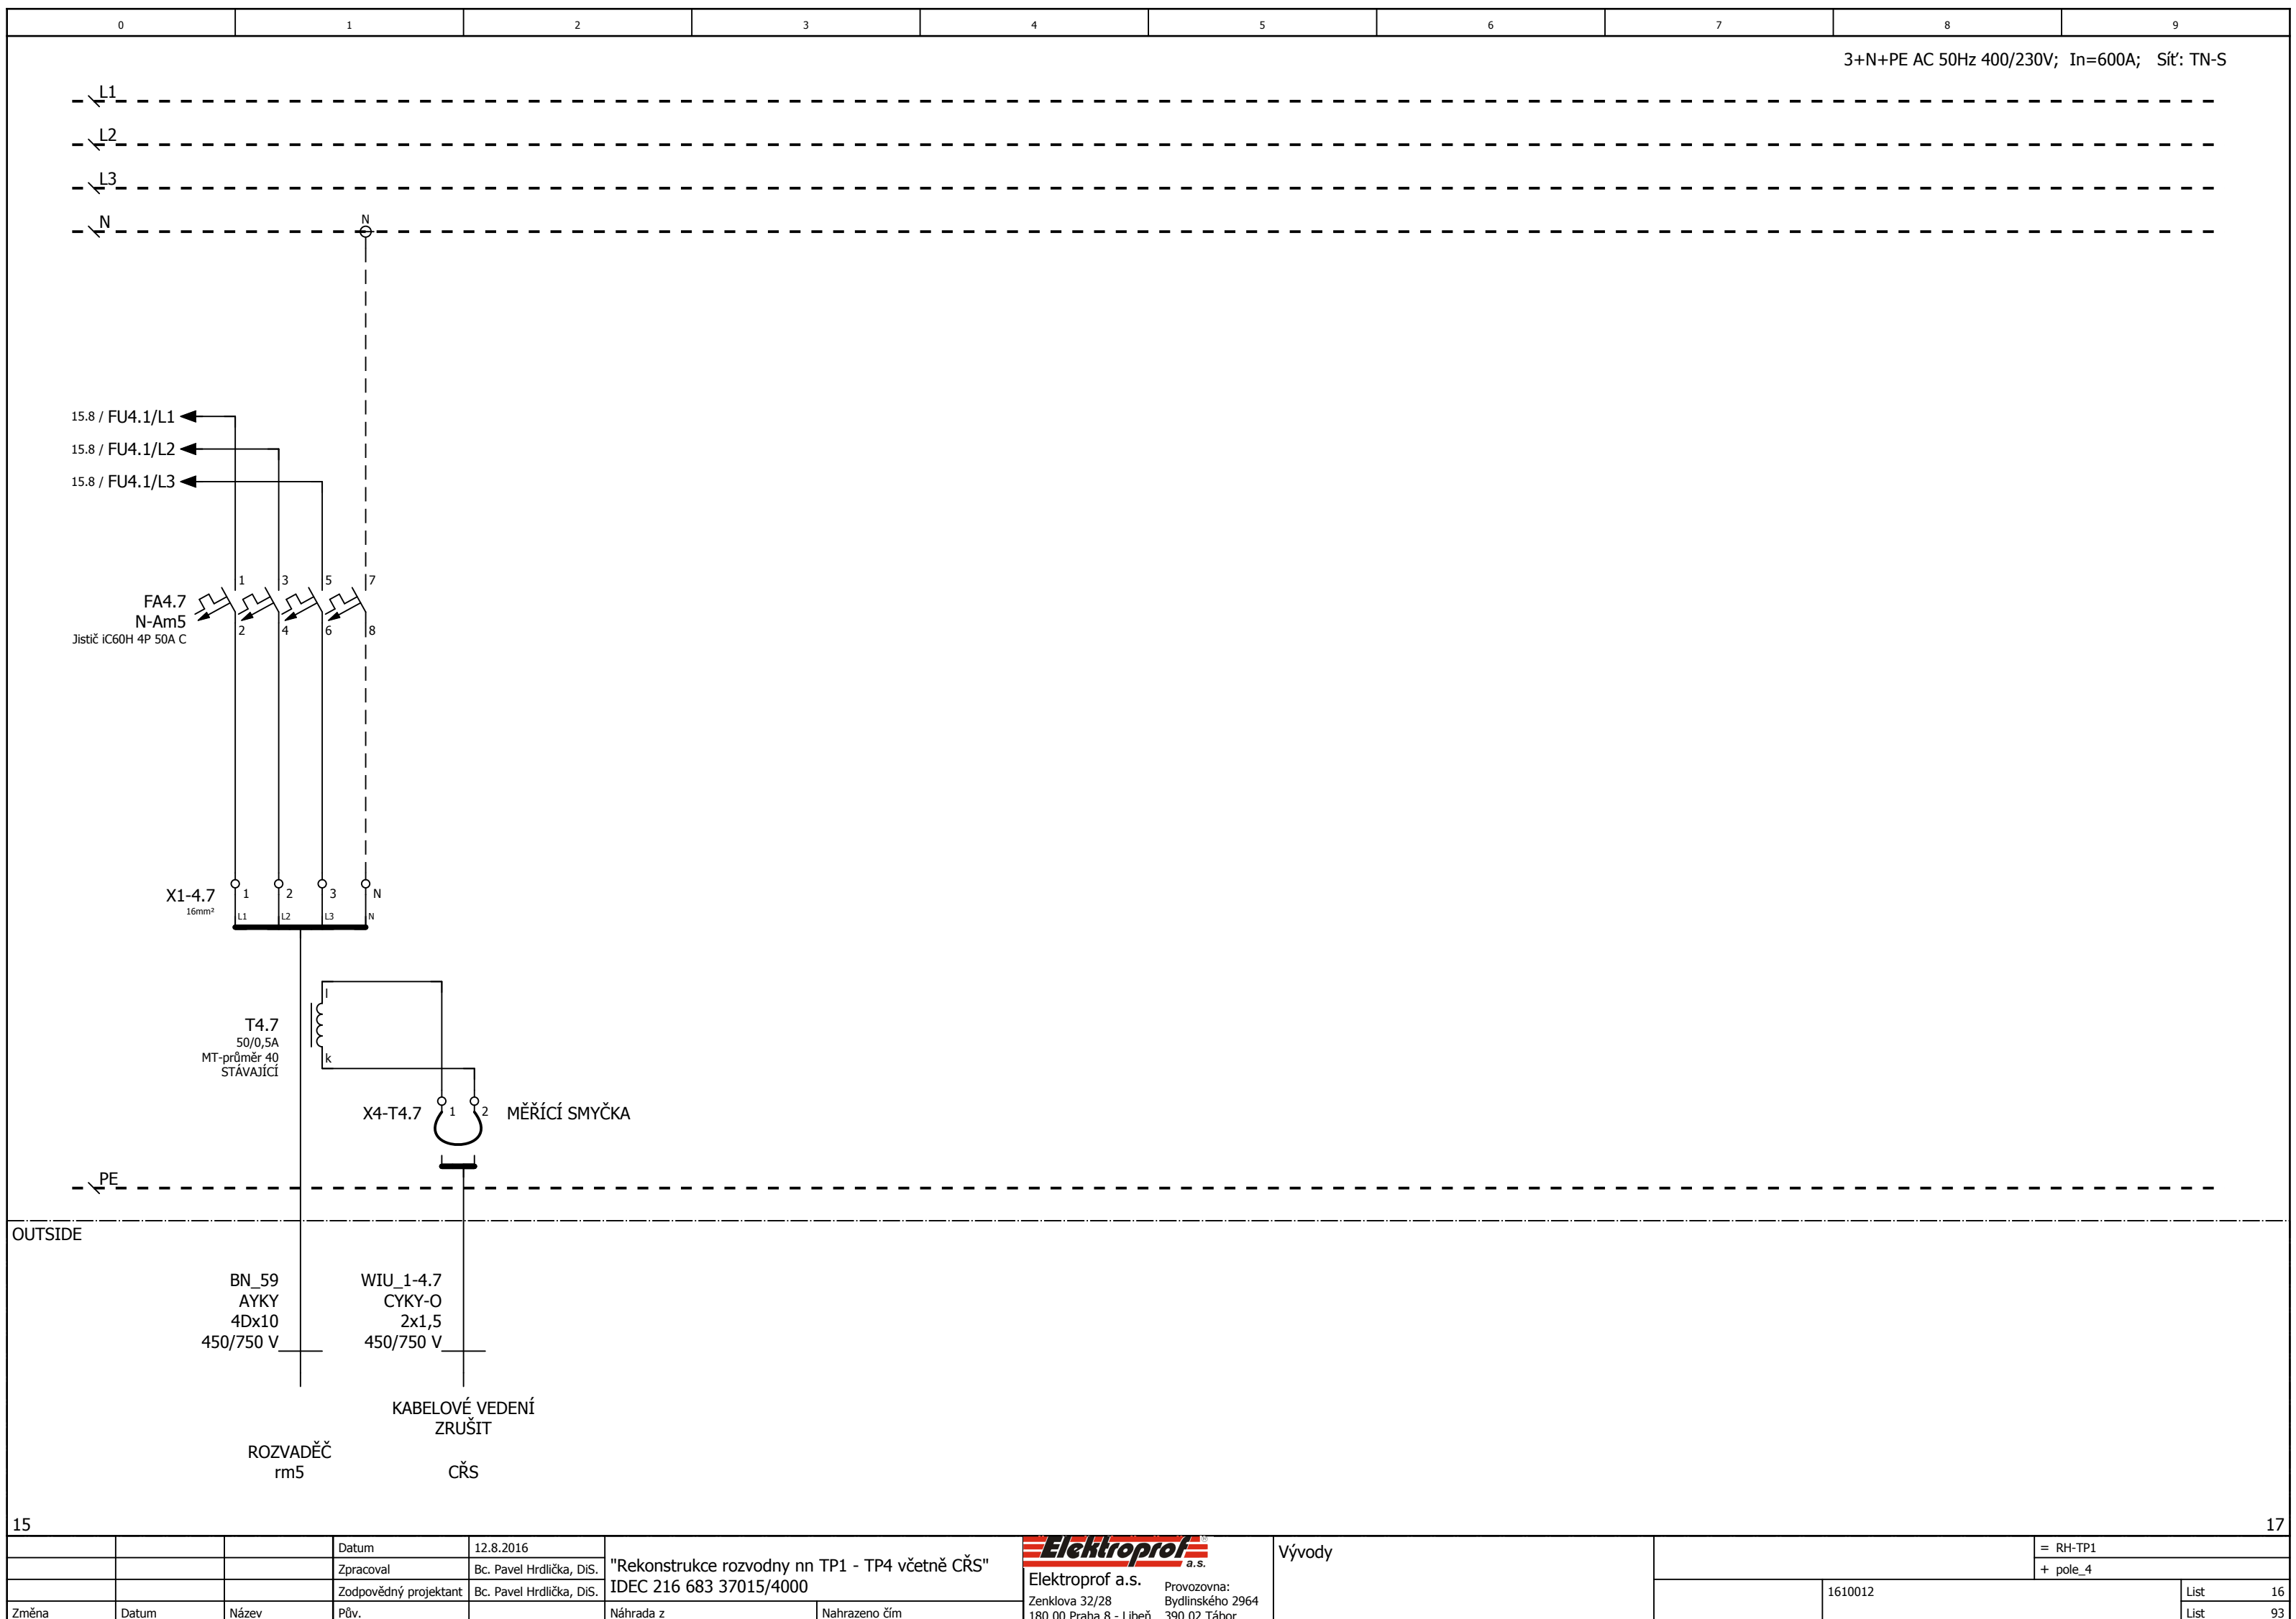 0 1 2 3 4 5 6 7 8 9
3+N+PE AC 50Hz 400/230V; In=600A; Síť: TN-S
L1
L2
L3
N
N
15.8 / FU4.1/L1
15.8 / FU4.1/L2
15.8 / FU4.1/L3
1 3 5 7
FA4.7
N-Am5
Jistič iC60H 4P 50A C
2 4 6 8
X1-4.7
16mm²
1 2 3 N
L1 L2 L3 N
l
T4.7
50/0,5A
MT-průměr 40
STÁVAJÍCÍ
k
X4-T4.7 1 2 MĚŘÍCÍ SMYČKA
PE
OUTSIDE
BN_59
AYKY
4Dx10
450/750 V
WIU_1-4.7
CYKY-O
2x1,5
450/750 V
KABELOVÉ VEDENÍ
ZRUŠIT
ROZVADĚČ
rm5
CŘS
15
17
Datum 12.8.2016
Zpracoval Bc. Pavel Hrdlička, DiS.
Zodpovědný projektant Bc. Pavel Hrdlička, DiS.
Změna Datum Název Pův.
"Rekonstrukce rozvodny nn TP1 - TP4 včetně CŘS"
IDEC 216 683 37015/4000
Náhrada z Nahrazeno čím
Elektroprof®
a.s.
Elektroprof a.s.
Zenklova 32/28
180 00 Praha 8 - Libeň
Provozovna:
Bydlinského 2964
390 02 Tábor
Vývody
= RH-TP1
+ pole_4
1610012
List 16
List 93